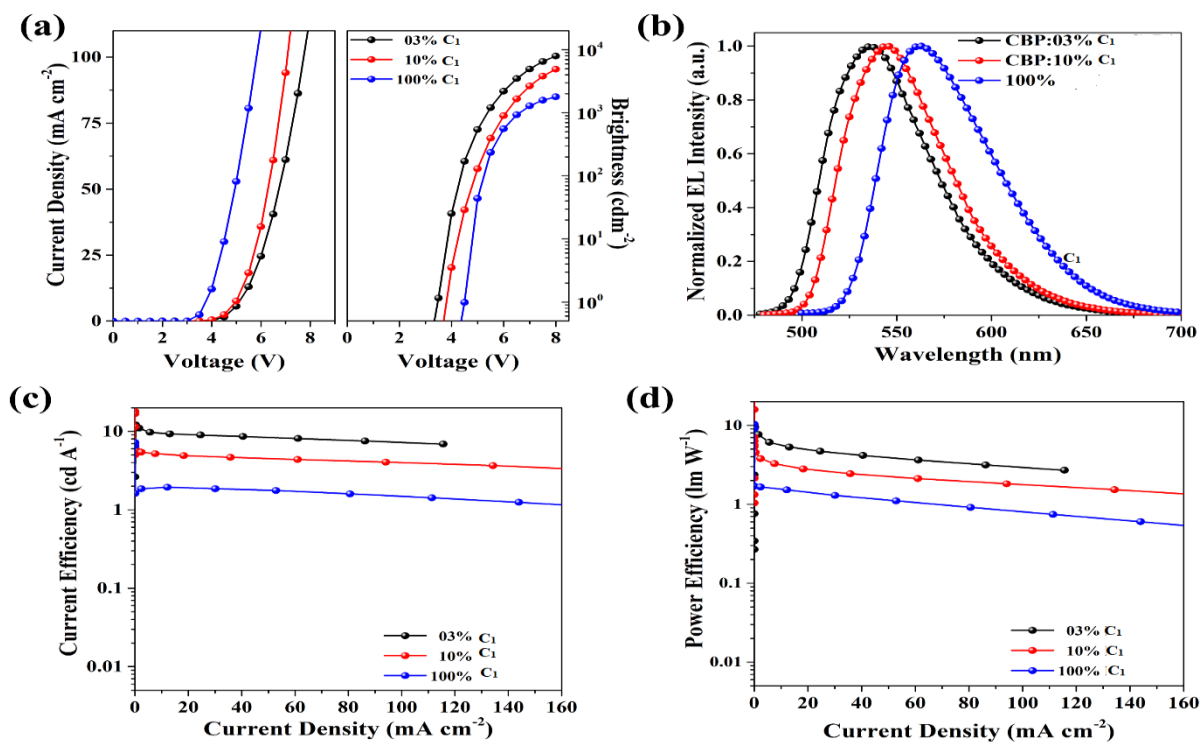 (a)
Current Density (mA cm⁻²)
100
75
50
25
0
0 2 4 6 8
Voltage (V)
03% C₁
10% C₁
100% C₁
10⁴
10³
10²
10¹
10⁰
Brightness (cdm⁻²)
0 2 4 6 8
Voltage (V)
(b)
Normalized EL Intensity (a.u.)
1.0
0.8
0.6
0.4
0.2
0.0
CBP:03% C₁
CBP:10% C₁
100%
C₁
500 550 600 650 700
Wavelength (nm)
(c)
Current Efficiency (cd A⁻¹)
10
1
0.1
0.01
03% C₁
10% C₁
100% C₁
0 20 40 60 80 100 120 140 160
Current Density (mA cm⁻²)
(d)
Power Efficiency (lm W⁻¹)
10
1
0.1
0.01
03% C₁
10% C₁
100% C₁
0 20 40 60 80 100 120 140 160
Current Density (mA cm⁻²)